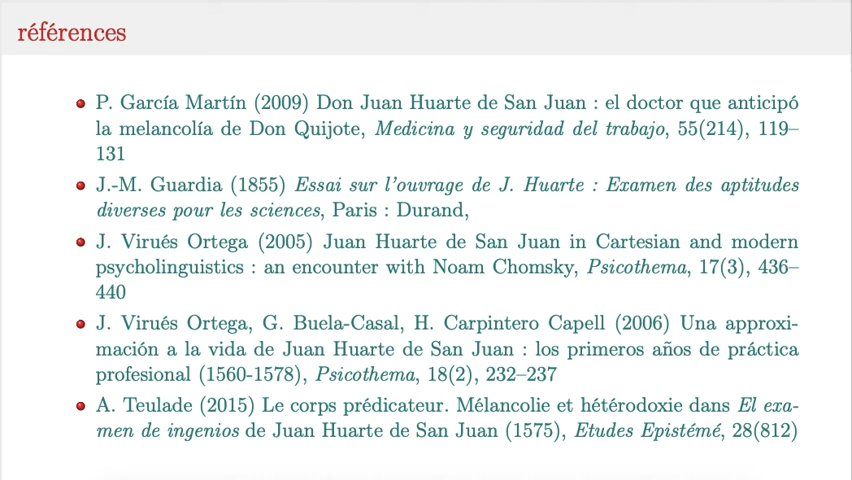 références
P. García Martín (2009) Don Juan Huarte de San Juan : el doctor que anticipó
la melancolía de Don Quijote, Medicina y seguridad del trabajo, 55(214), 119–
131
J.-M. Guardia (1855) Essai sur l'ouvrage de J. Huarte : Examen des aptitudes
diverses pour les sciences, Paris : Durand,
J. Virués Ortega (2005) Juan Huarte de San Juan in Cartesian and modern
psycholinguistics : an encounter with Noam Chomsky, Psicothema, 17(3), 436–
440
J. Virués Ortega, G. Buela-Casal, H. Carpintero Capell (2006) Una approxi-
mación a la vida de Juan Huarte de San Juan : los primeros años de práctica
profesional (1560-1578), Psicothema, 18(2), 232–237
A. Teulade (2015) Le corps prédicateur. Mélancolie et hétérodoxie dans El exa-
men de ingenios de Juan Huarte de San Juan (1575), Etudes Epistémé, 28(812)